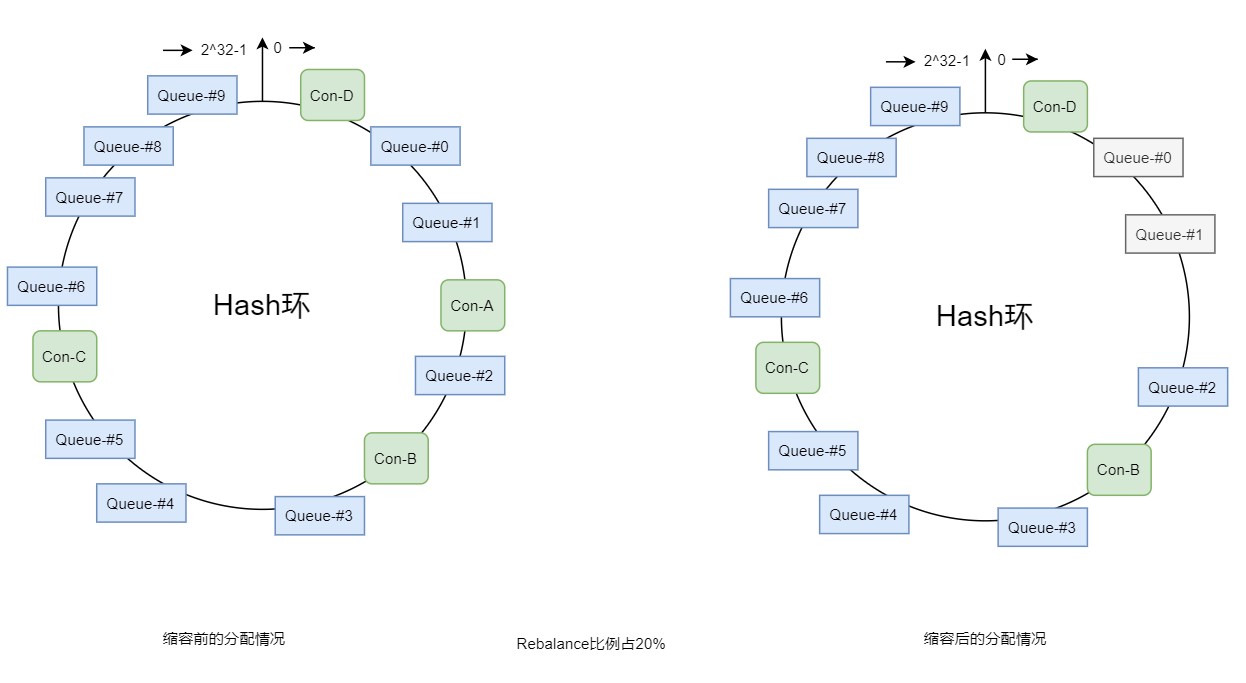 2^32-1
0
Con-D
Queue-#9
Queue-#8
Queue-#0
Queue-#7
Queue-#1
Queue-#6
Hash环
Con-A
Con-C
Queue-#2
Queue-#5
Con-B
Queue-#4
Queue-#3
缩容前的分配情况
Rebalance比例占20%
2^32-1
0
Con-D
Queue-#9
Queue-#8
Queue-#0
Queue-#7
Queue-#1
Queue-#6
Hash环
Con-C
Queue-#2
Queue-#5
Con-B
Queue-#4
Queue-#3
缩容后的分配情况